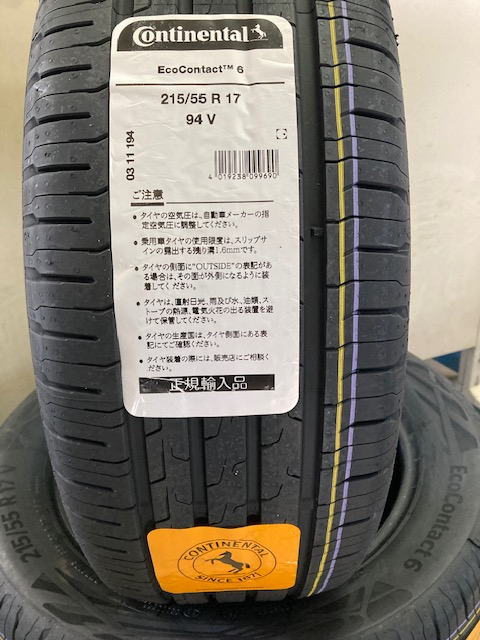 Continental
EcoContact™ 6
215/55 R 17
94 V
03 11 194
4 019238 099690
ご注意
• タイヤの空気圧は、自動車メーカーの指
定空気圧に調整してください。
• 乗用車タイヤの使用限度は、スリップサ
インの露出する残り溝1.6mmです。
• タイヤの側面に"OUTSIDE"の表記があ
る場合は、その面が外側になるように装
着してください。
• タイヤは、直射日光、雨及び水、油類、ス
トーブの熱源、電気火花の出る装置を避
けて保管してください。
• タイヤの生産国は、タイヤ側面にある表
記にてご確認ください。
• タイヤ装着の際には、販売店にご相談く
ださい。
正規輸入品
CONTINENTAL
SINCE 1871
215/55 R17 V
EcoContact 6